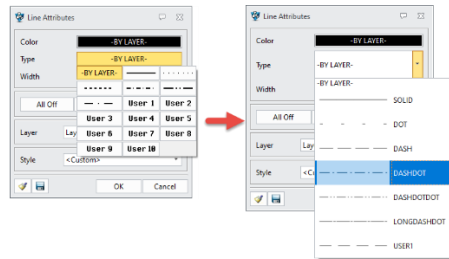 Line Attributes
Color
-BY LAYER-
Type
-BY LAYER-
Width
-BY LAYER-
User 1
User 2
User 3
User 4
User 5
User 6
User 7
User 8
User 9
User 10
All Off
Layer
Lay
Style
<Custom>
OK
Cancel
Line Attributes
Color
-BY LAYER-
Type
-BY LAYER-
Width
-BY LAYER-
SOLID
DOT
DASH
DASHDOT
DASHDOTDOT
LONGDASHDOT
USER1
All Off
Layer
Lay
Style
<Cu